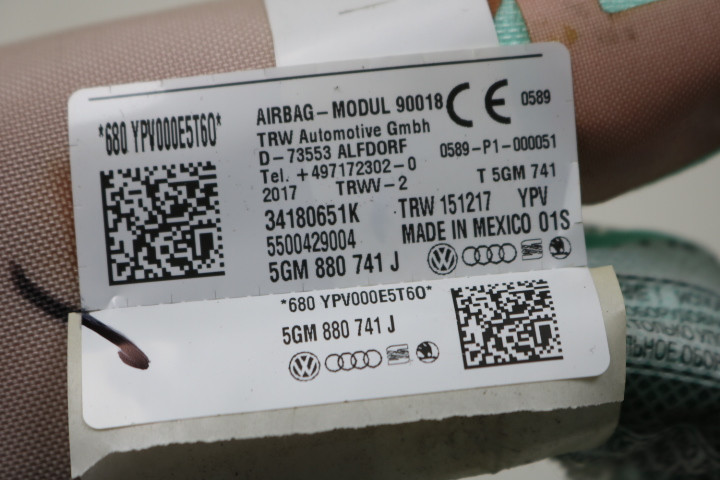 *680 YPV000E5T60*
AIRBAG-MODUL 90018 CE 0589
TRW Automotive GmbH
D-73553 ALFDORF 0589-P1-000051
Tel. +497172302-0
2017 TRWV-2 T 5GM 741
34180651K TRW 151217 YPV
5500429004 MADE IN MEXICO 01S
5GM 880 741 J
*680 YPV000E5T60*
5GM 880 741 J